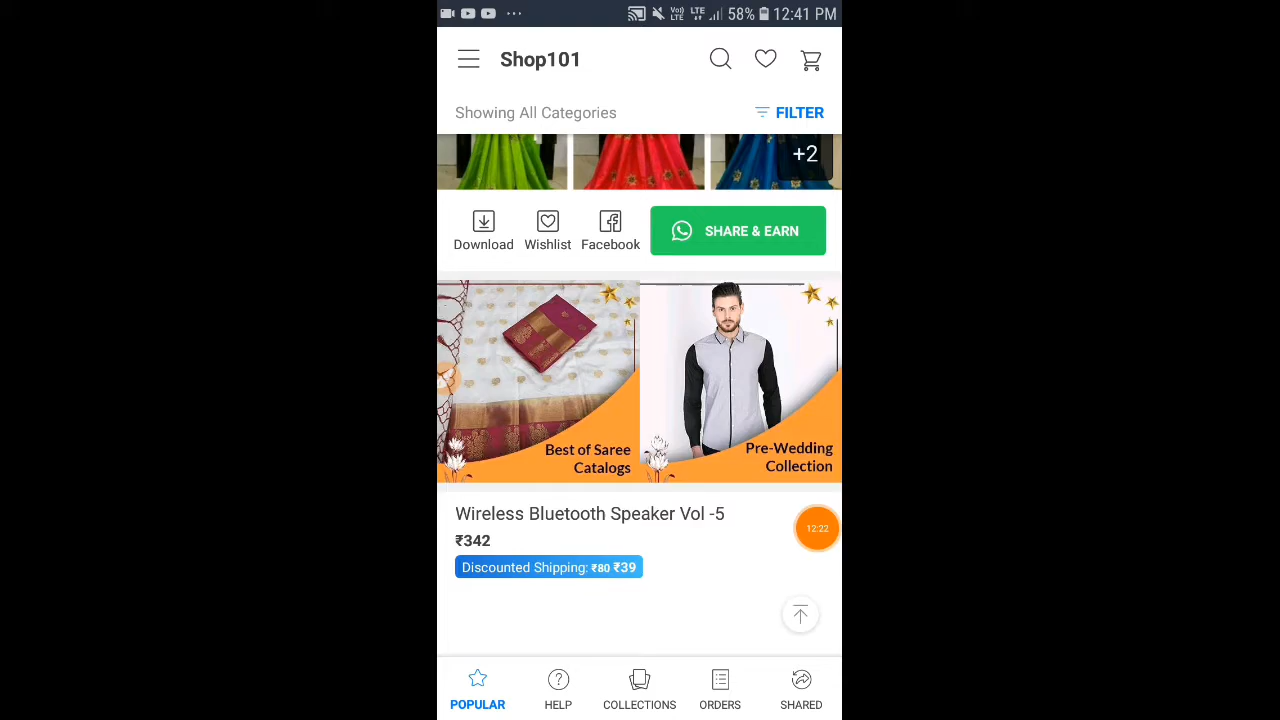 58% 12:41 PM
Shop101
Showing All Categories
FILTER
+2
Download
Wishlist
Facebook
SHARE & EARN
Best of Saree
Catalogs
Pre-Wedding
Collection
Wireless Bluetooth Speaker Vol -5
₹342
Discounted Shipping: ₹80 ₹39
12:22
POPULAR
HELP
COLLECTIONS
ORDERS
SHARED